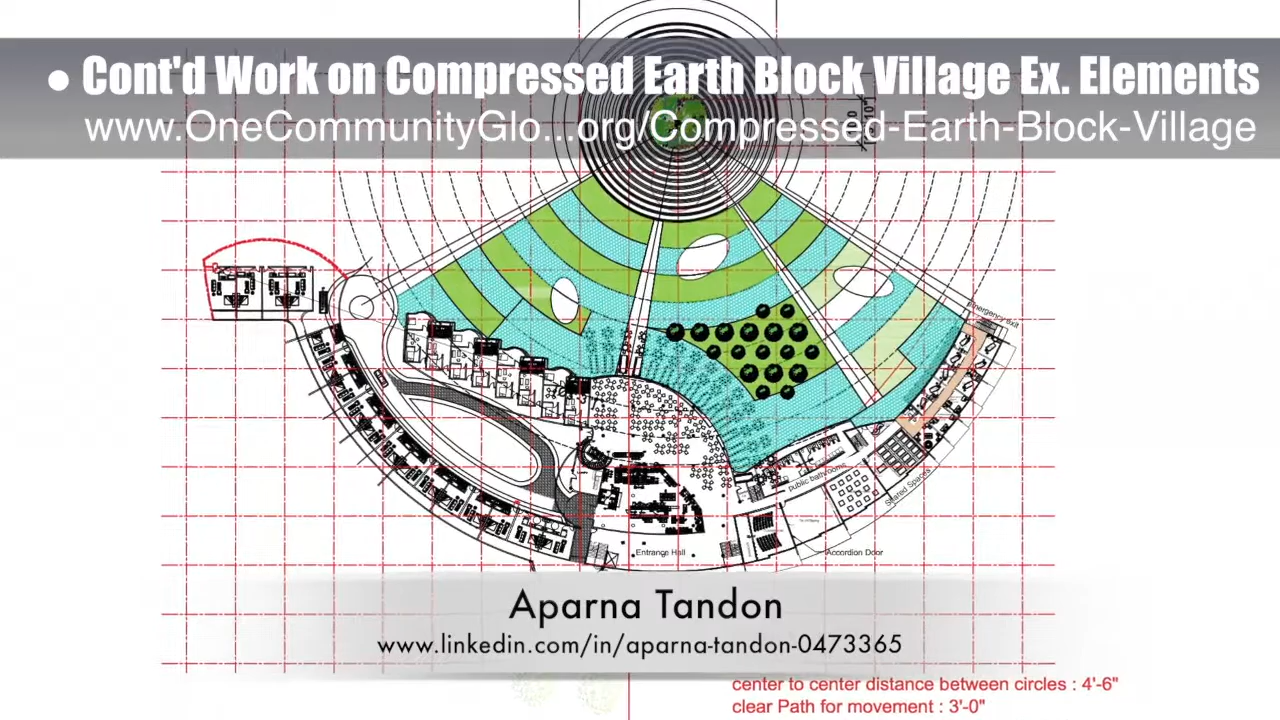 • Cont'd Work on Compressed Earth Block Village Ex. Elements
www.OneCommunityGlo...org/Compressed-Earth-Block-Village
Emergency exit
public bathrooms
Shared Spaces
Entrance Hall
Accordion Door
Aparna Tandon
www.linkedin.com/in/aparna-tandon-0473365
center to center distance between circles : 4'-6"
clear Path for movement : 3'-0"